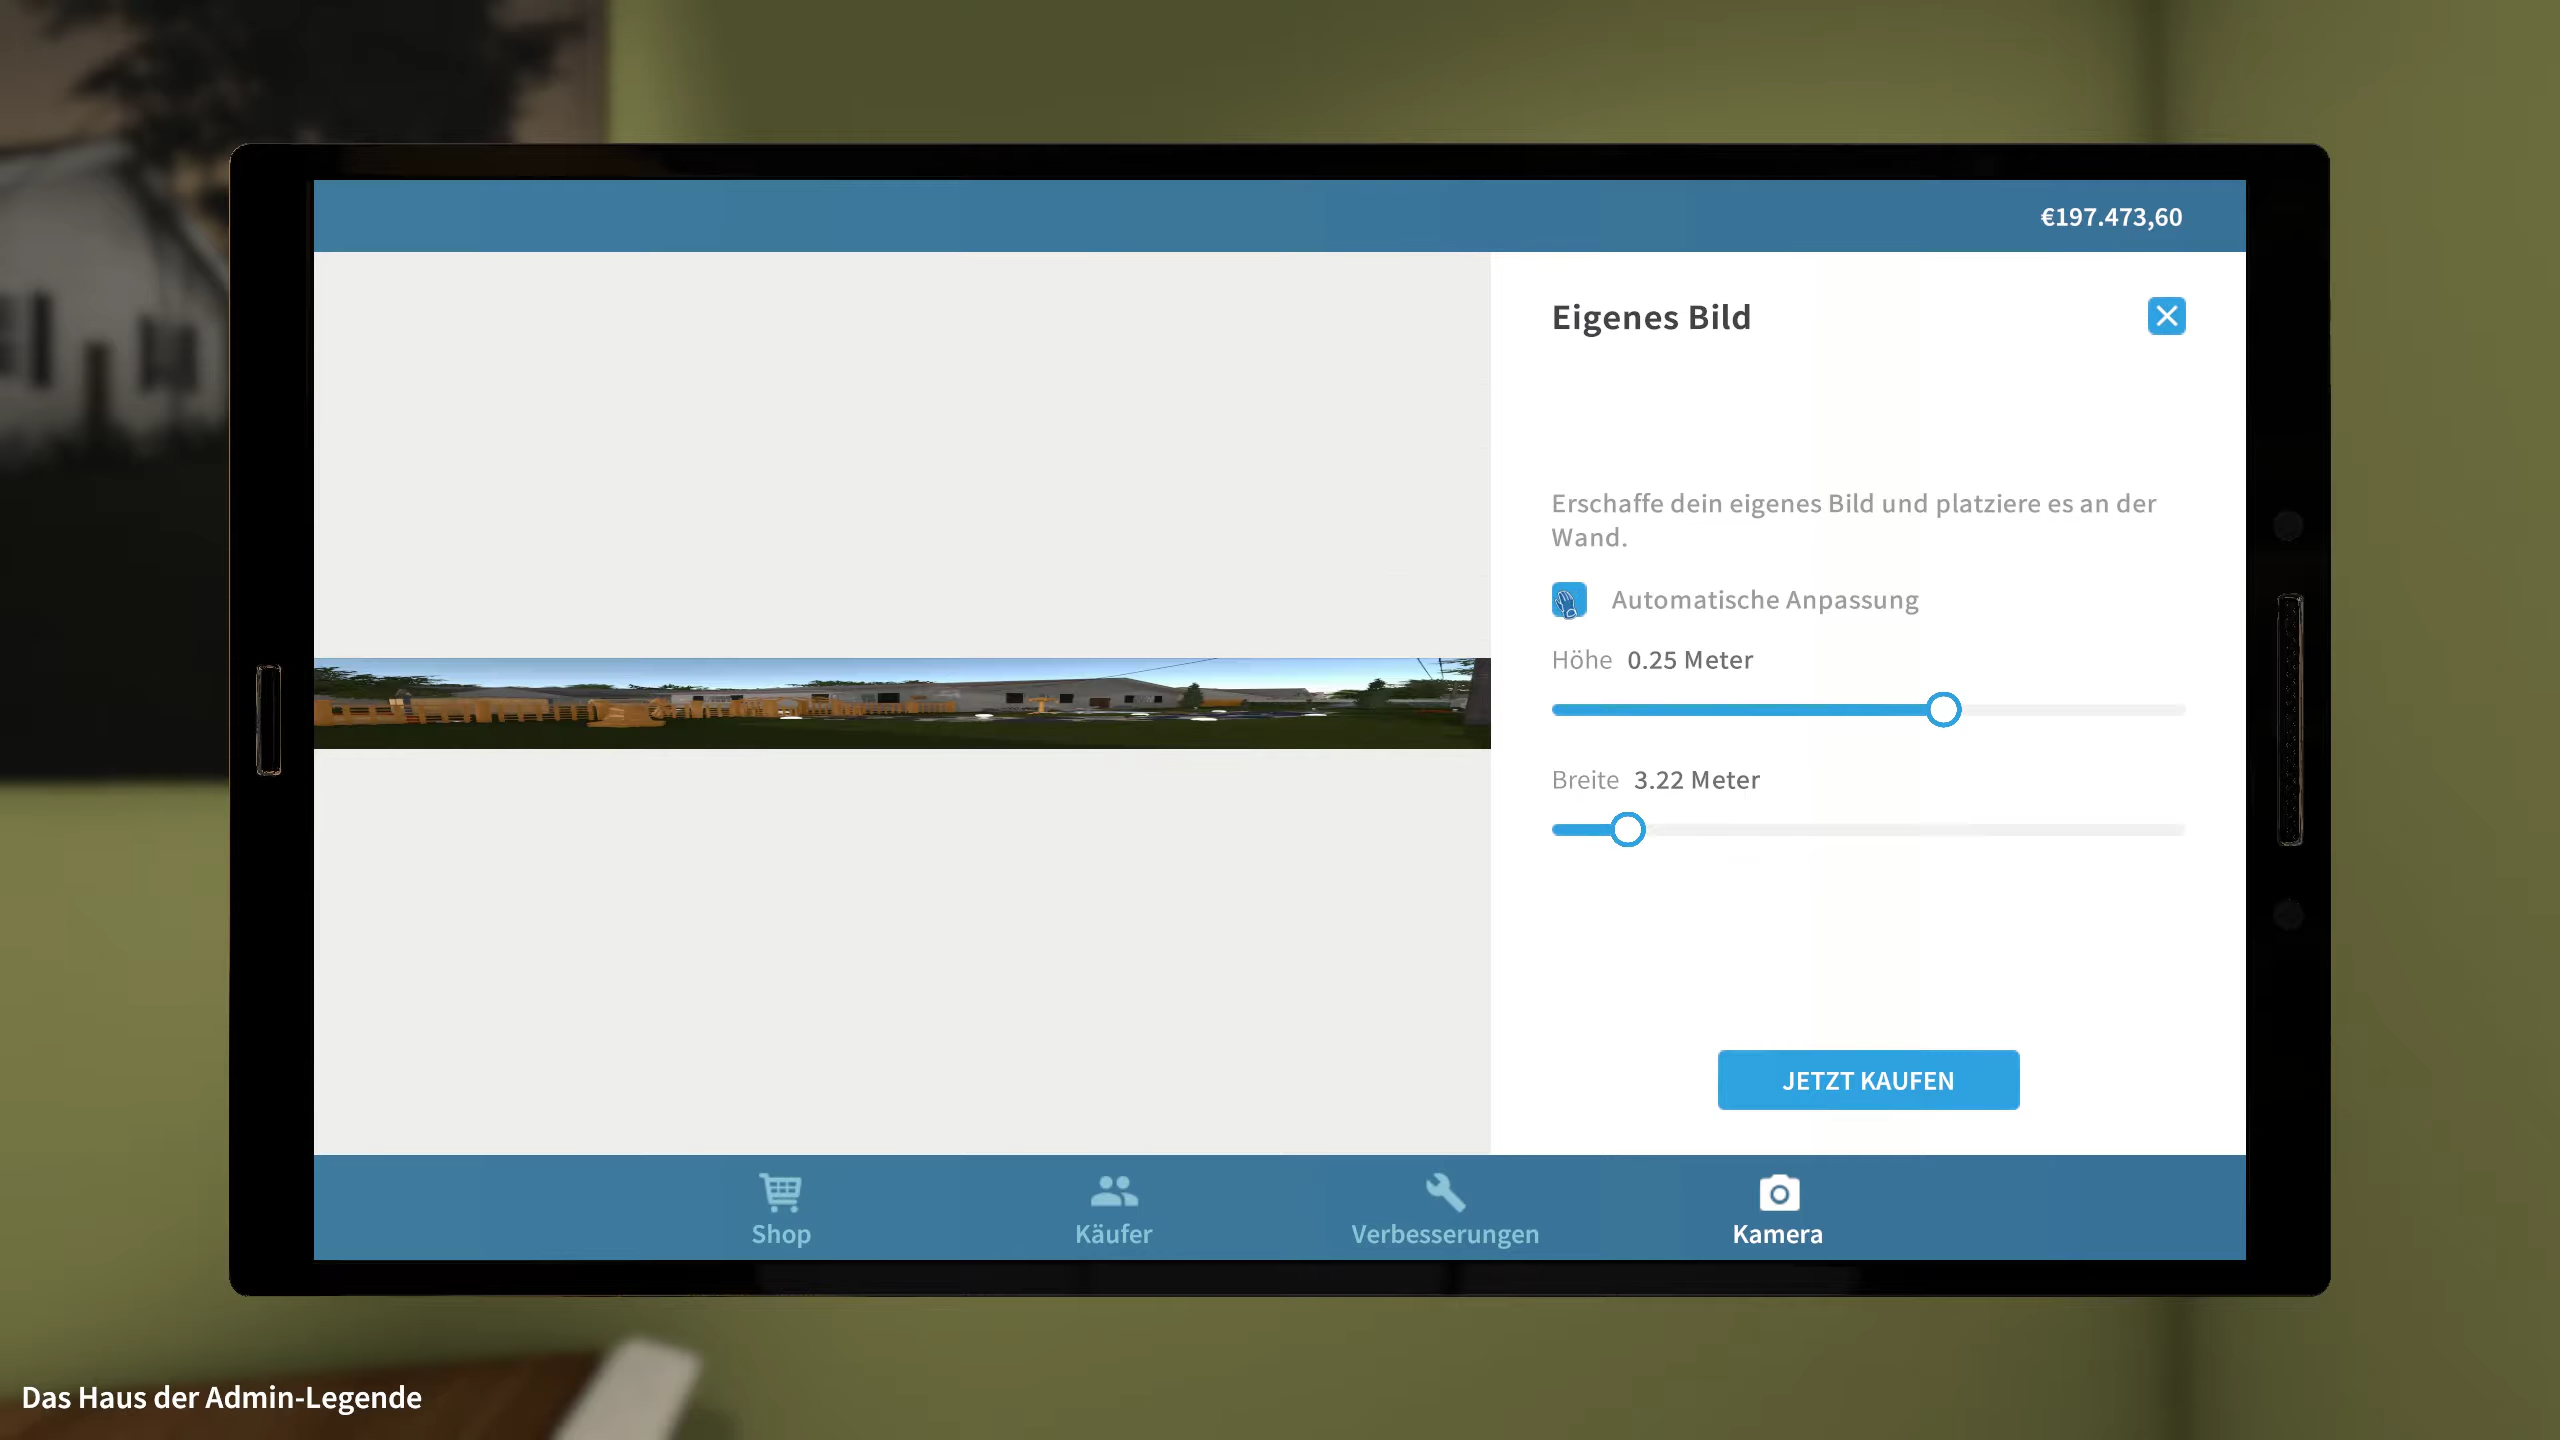 €197.473,60
Eigenes Bild
Erschaffe dein eigenes Bild und platziere es an der
Wand.
Automatische Anpassung
Höhe 0.25 Meter
Breite 3.22 Meter
JETZT KAUFEN
Shop
Käufer
Verbesserungen
Kamera
Das Haus der Admin-Legende